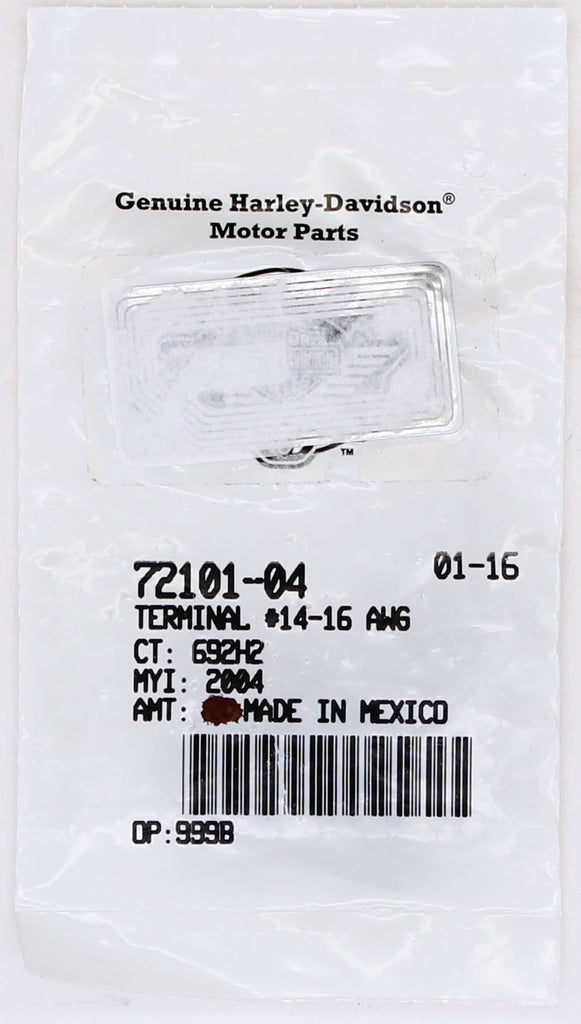 Genuine Harley-Davidson®
Motor Parts
TM
72101-04
01-16
TERMINAL #14-16 AWG
CT: 692H2
MYI: 2004
AMT: MADE IN MEXICO
OP:999B